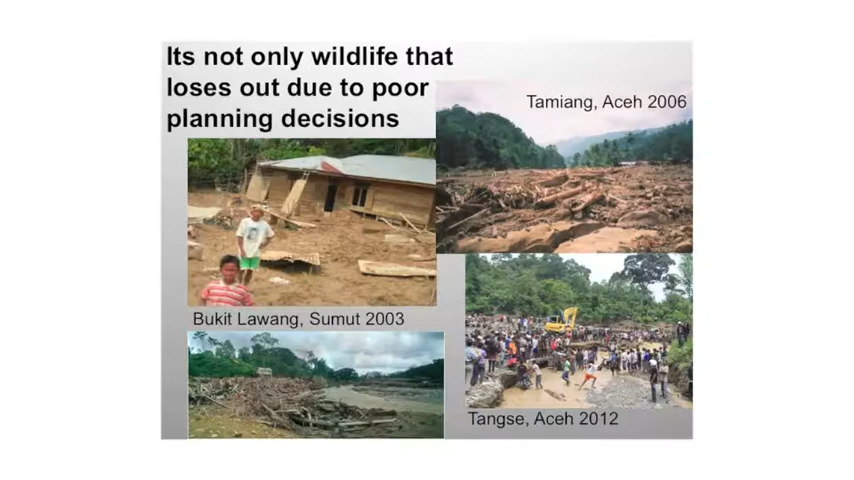 Its not only wildlife that
loses out due to poor
planning decisions
Tamiang, Aceh 2006
Bukit Lawang, Sumut 2003
Tangse, Aceh 2012